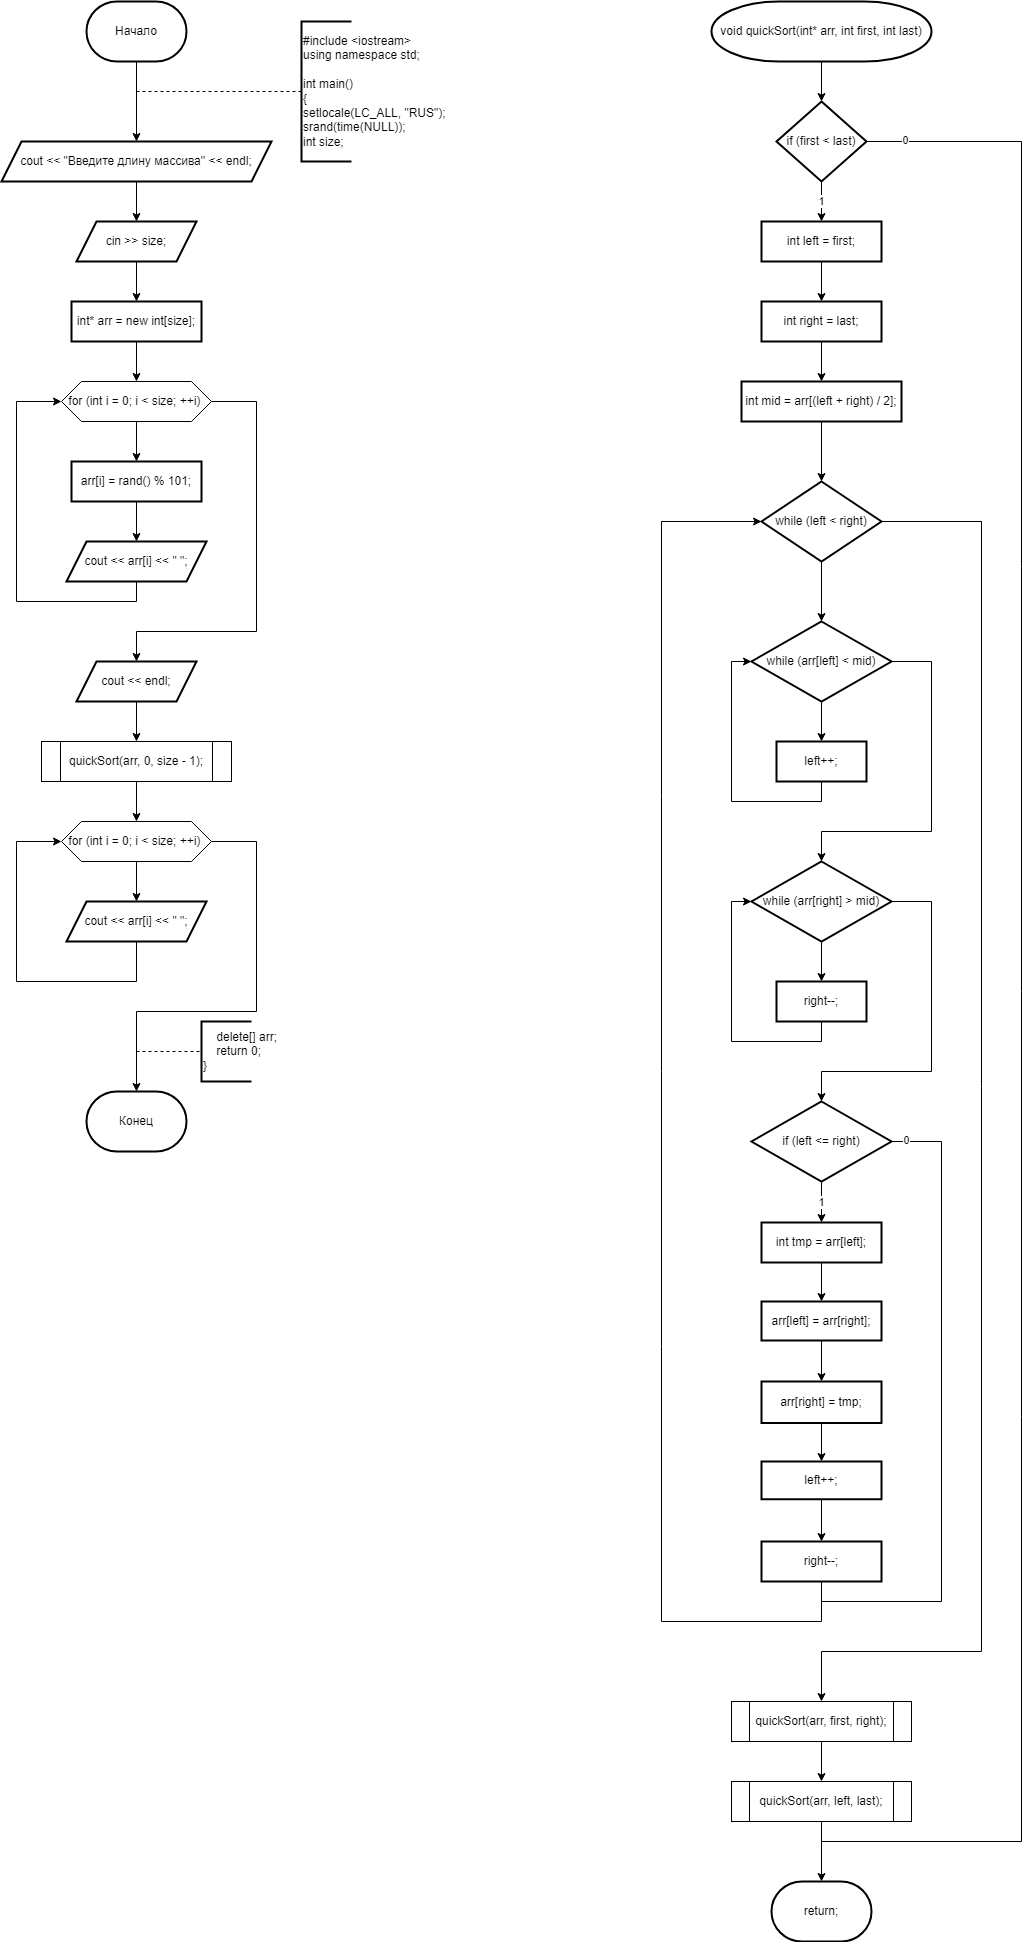 Начало
#include <iostream>
using namespace std;
int main()
{
setlocale(LC_ALL, "RUS");
srand(time(NULL));
int size;
cout << "Введите длину массива" << endl;
cin >> size;
int* arr = new int[size];
for (int i = 0; i < size; ++i)
arr[i] = rand() % 101;
cout << arr[i] << " ";
cout << endl;
quickSort(arr, 0, size - 1);
for (int i = 0; i < size; ++i)
cout << arr[i] << " ";
delete[] arr;
return 0;
}
Конец
void quickSort(int* arr, int first, int last)
if (first < last)
0
1
int left = first;
int right = last;
int mid = arr[(left + right) / 2];
while (left < right)
while (arr[left] < mid)
left++;
while (arr[right] > mid)
right--;
if (left <= right)
0
1
int tmp = arr[left];
arr[left] = arr[right];
arr[right] = tmp;
left++;
right--;
quickSort(arr, first, right);
quickSort(arr, left, last);
return;